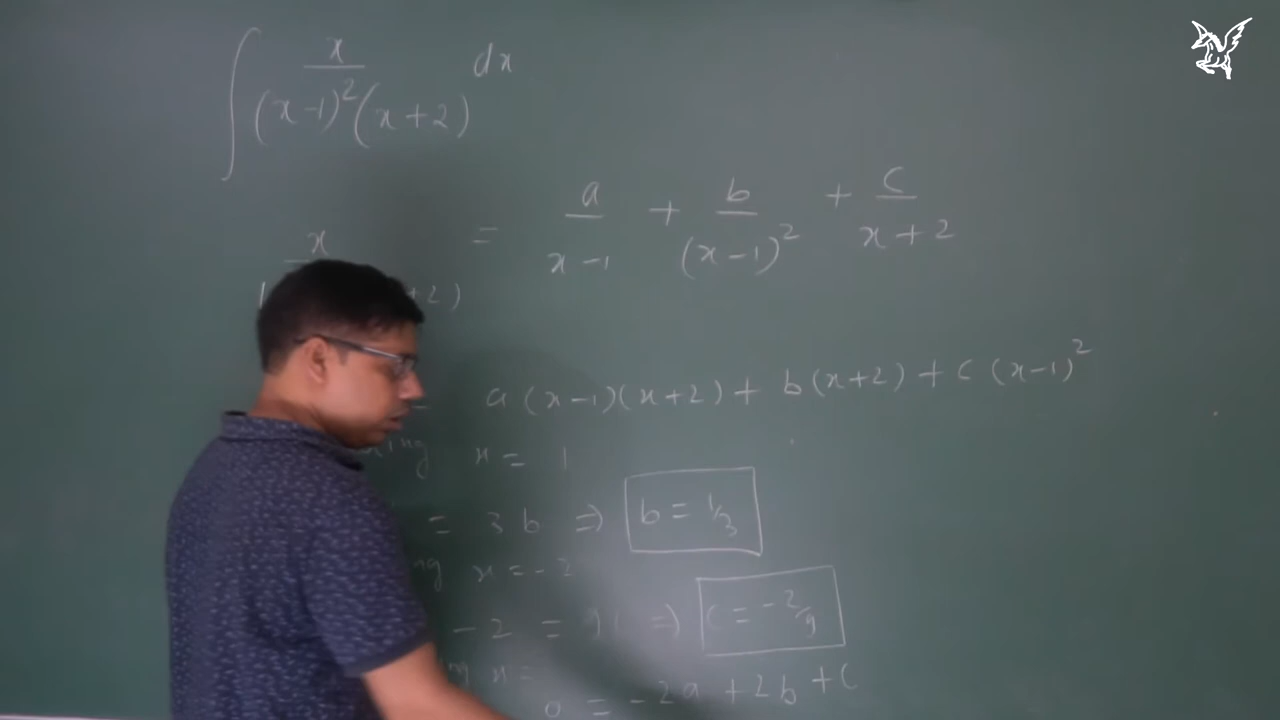 ∫ x / (x-1)²(x+2) dx
x / +2) = a / x-1 + b / (x-1)² + c / x+2
= a (x-1)(x+2) + b(x+2) + c (x-1)²
x = 1
= 3b ⇒ b = 1/3
x = -2
-2 = 9c ⇒ c = -2/9
x =
0 = -2a + 2b + c